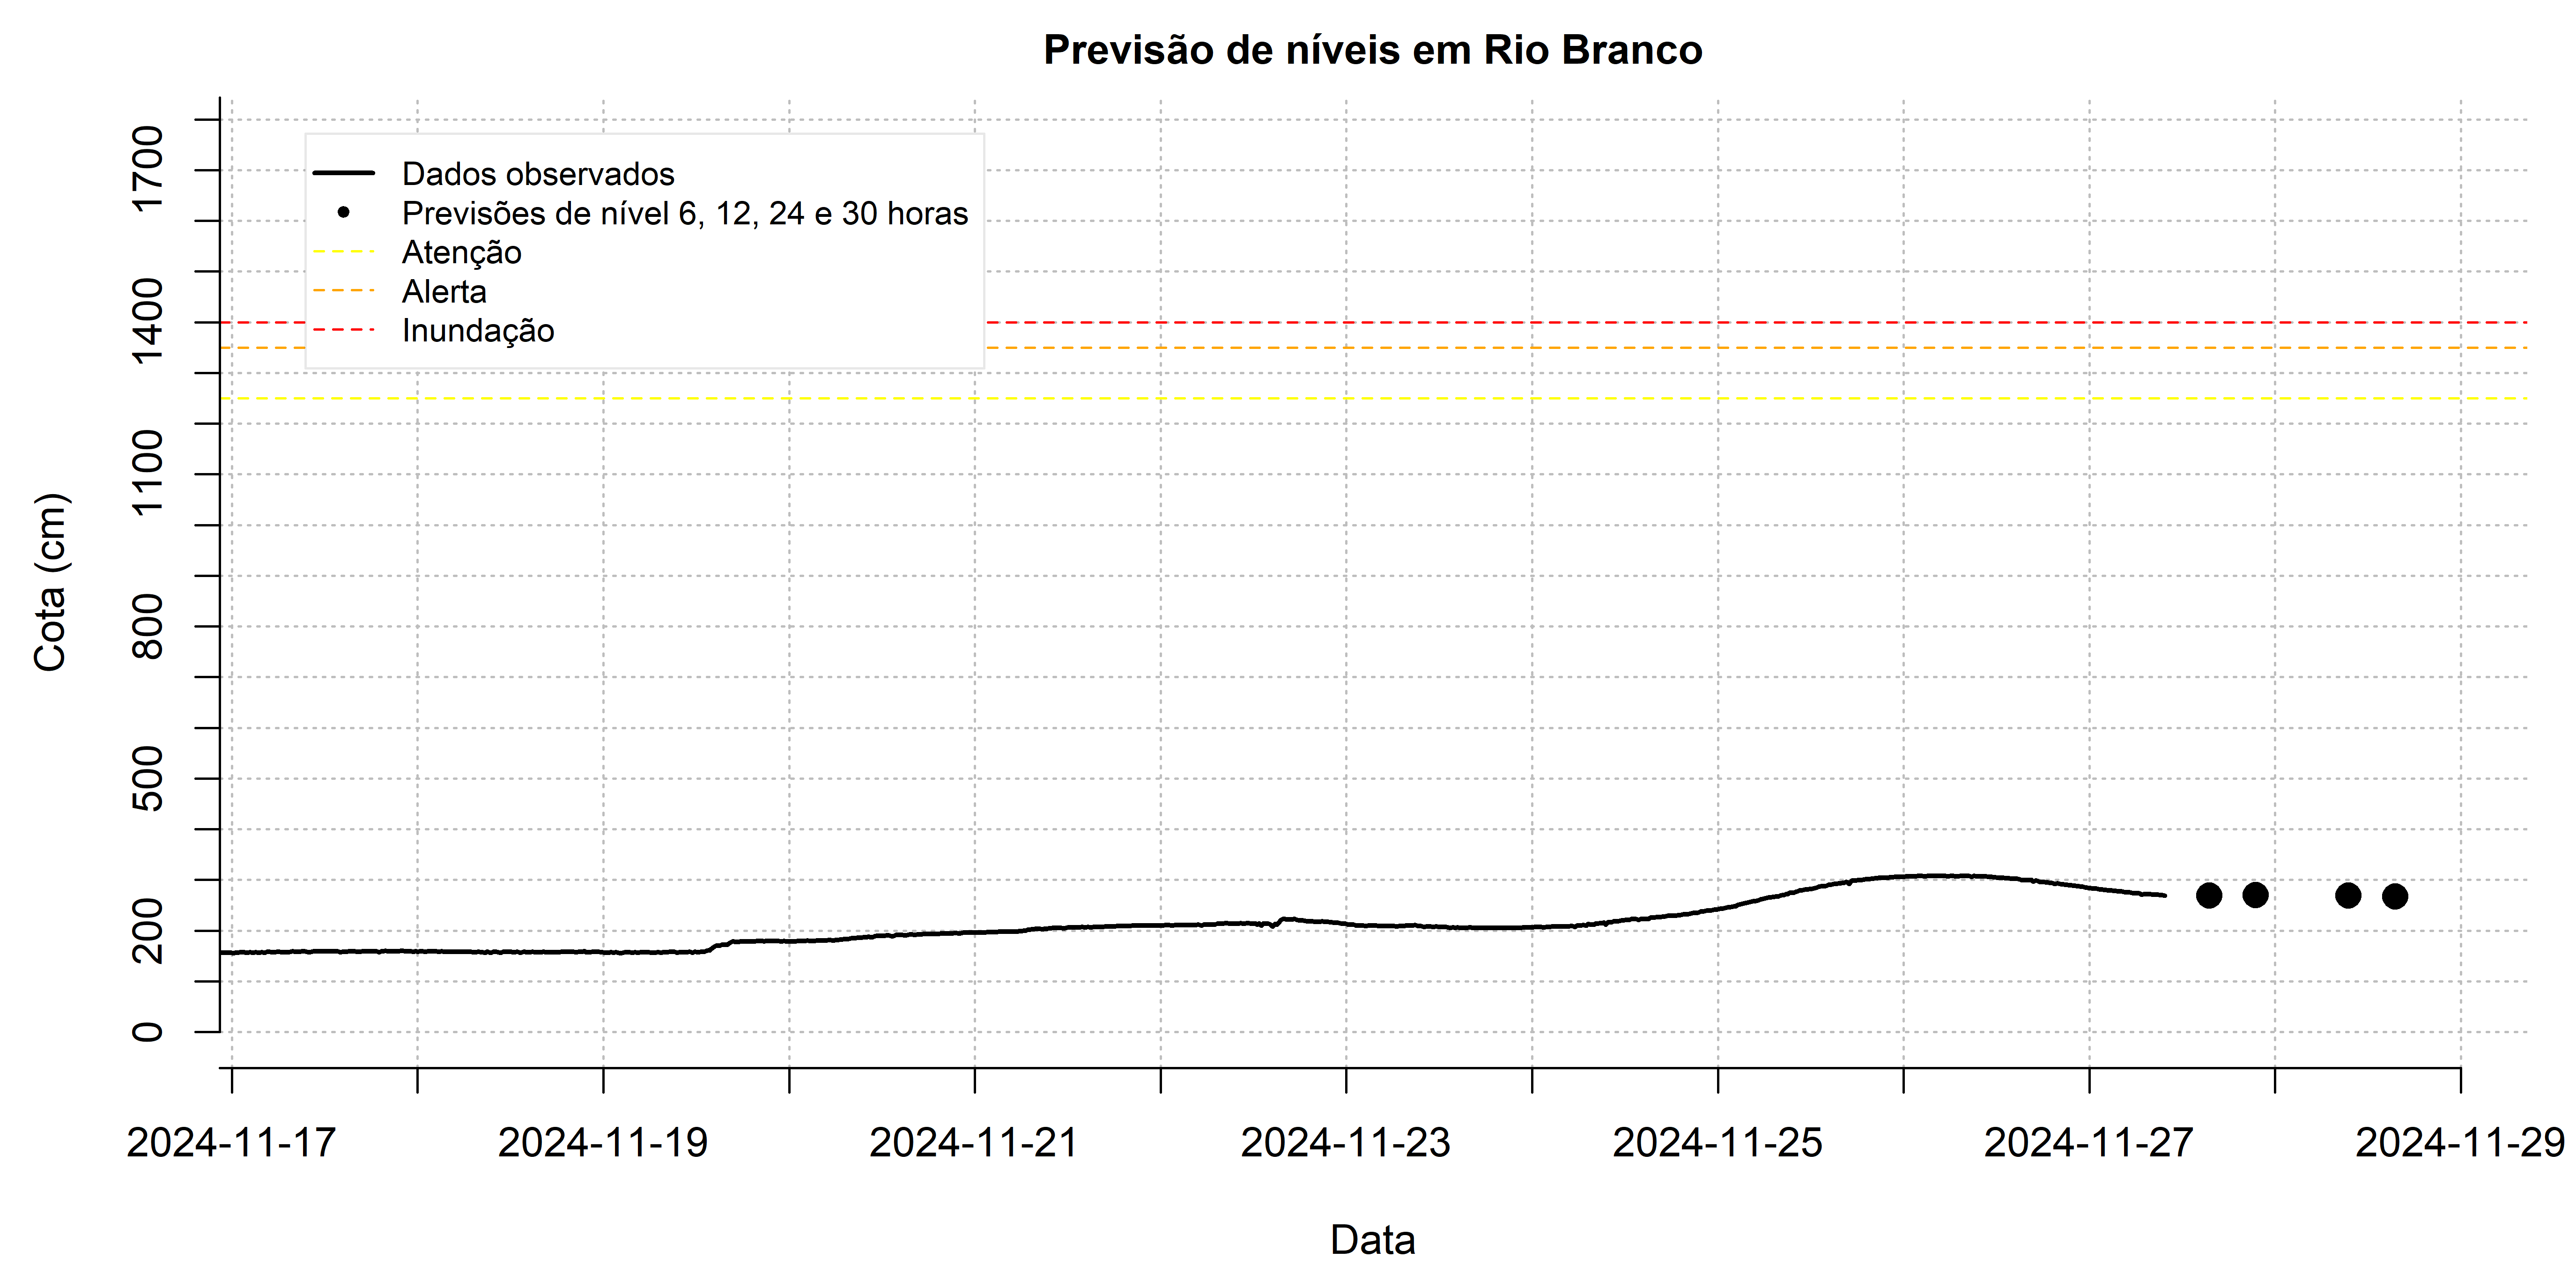 Previsão de níveis em Rio Branco
Dados observados
Previsões de nível 6, 12, 24 e 30 horas
Atenção
Alerta
Inundação
Cota (cm)
1700
1400
1100
800
500
200
0
2024-11-17
2024-11-19
2024-11-21
2024-11-23
2024-11-25
2024-11-27
2024-11-29
Data